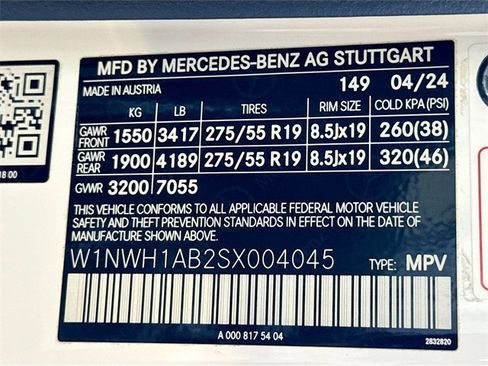 MFD BY MERCEDES-BENZ AG STUTTGART
MADE IN AUSTRIA 149 04/24
KG LB TIRES RIM SIZE COLD KPA (PSI)
GAWR FRONT 1550 3417 275/55 R19 8.5Jx19 260(38)
GAWR REAR 1900 4189 275/55 R19 8.5Jx19 320(46)
GVWR 3200 7055
THIS VEHICLE CONFORMS TO ALL APPLICABLE FEDERAL MOTOR VEHICLE
SAFETY AND THEFT PREVENTION STANDARDS IN EFFECT ON THE DATE OF
MANUFACTURE SHOWN ABOVE.
W1NWH1AB2SX004045 TYPE: MPV
A 000 817 54 04
2832820